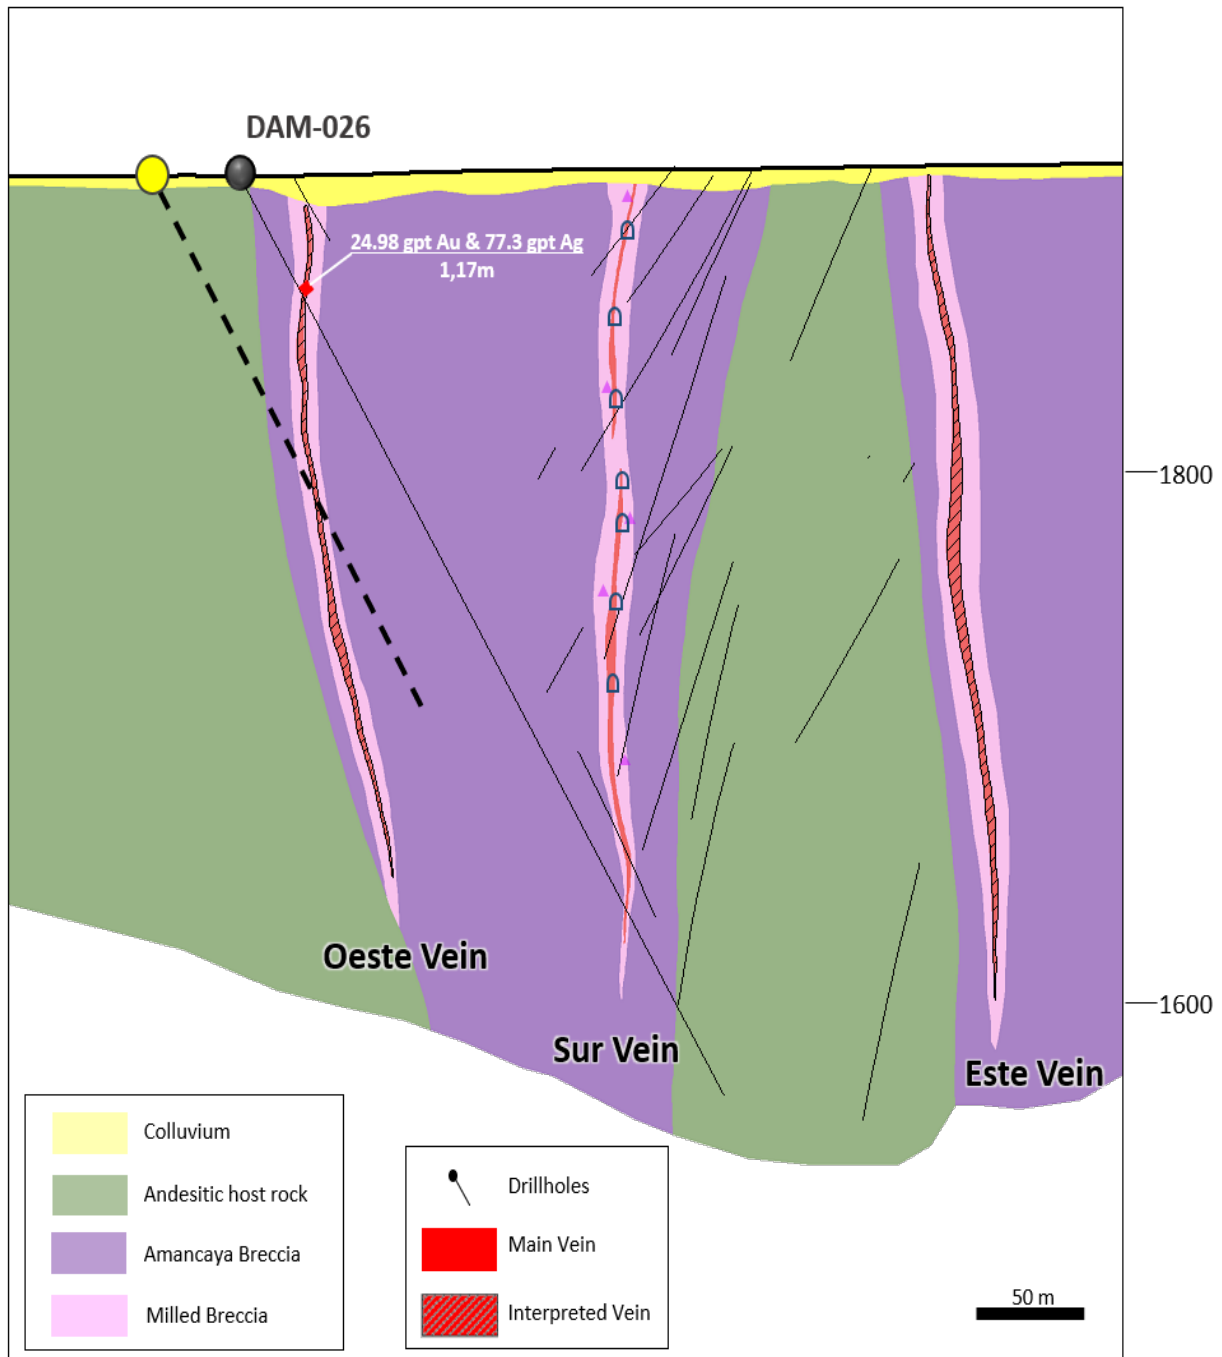 DAM-026
24.98 gpt Au & 77.3 gpt Ag
1,17m
1800
Oeste Vein
1600
Sur Vein
Este Vein
Colluvium
Andesitic host rock
Amancaya Breccia
Milled Breccia
Drillholes
Main Vein
Interpreted Vein
50 m
D
D
D
D
D
D
D